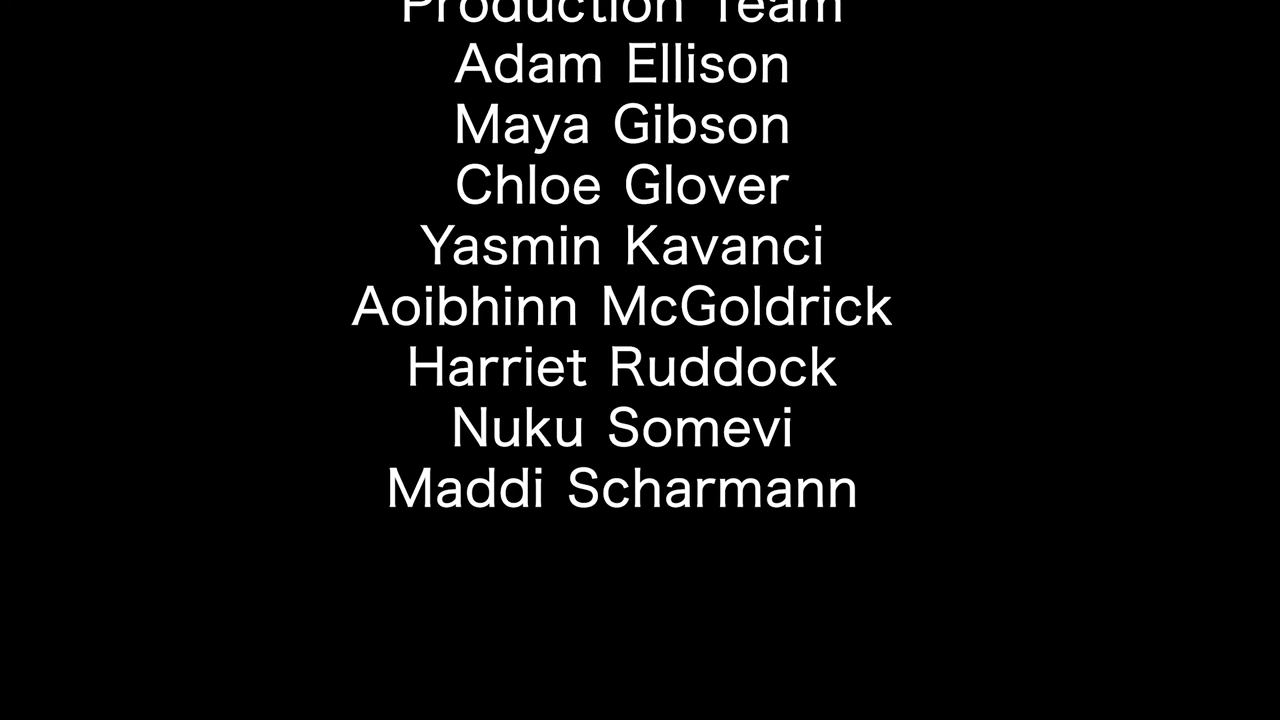 Production Team
Adam Ellison
Maya Gibson
Chloe Glover
Yasmin Kavanci
Aoibhinn McGoldrick
Harriet Ruddock
Nuku Somevi
Maddi Scharmann